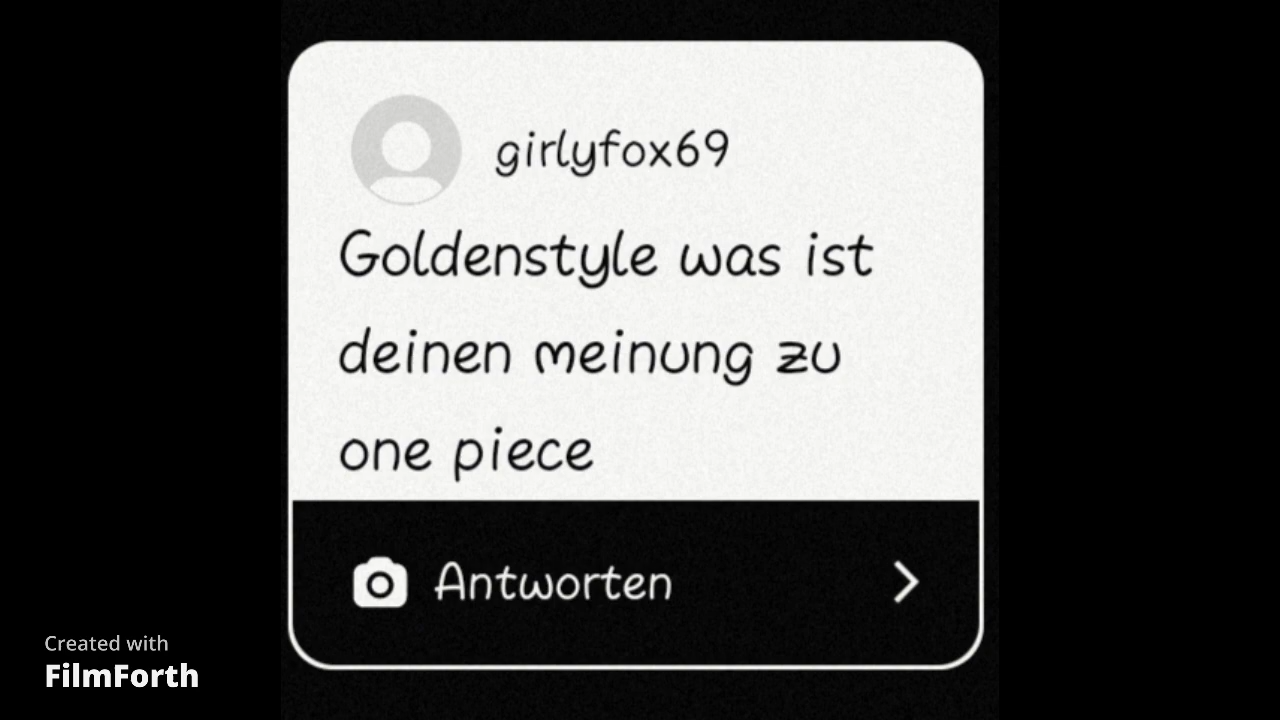 girlyfox69
Goldenstyle was ist
deinen meinung zu
one piece
Antworten
Created with
FilmForth